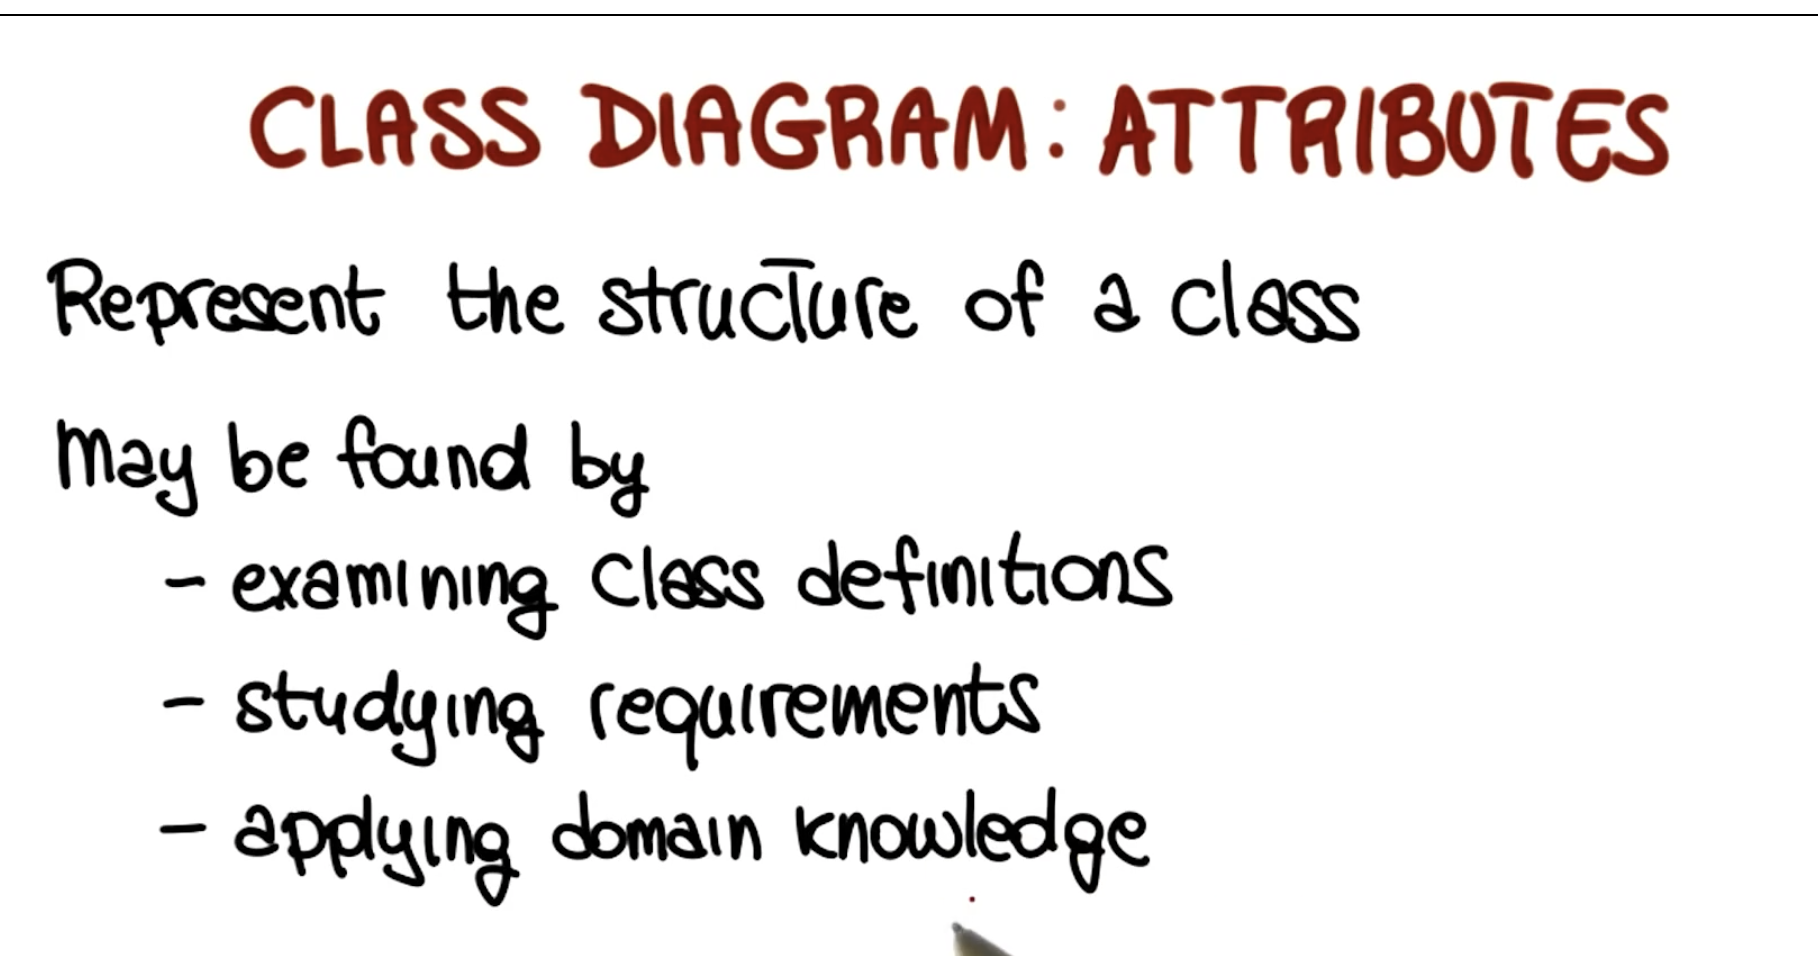 CLASS DIAGRAM: ATTRIBUTES
Represent the structure of a class
May be found by
- examining class definitions
- studying requirements
- applying domain knowledge